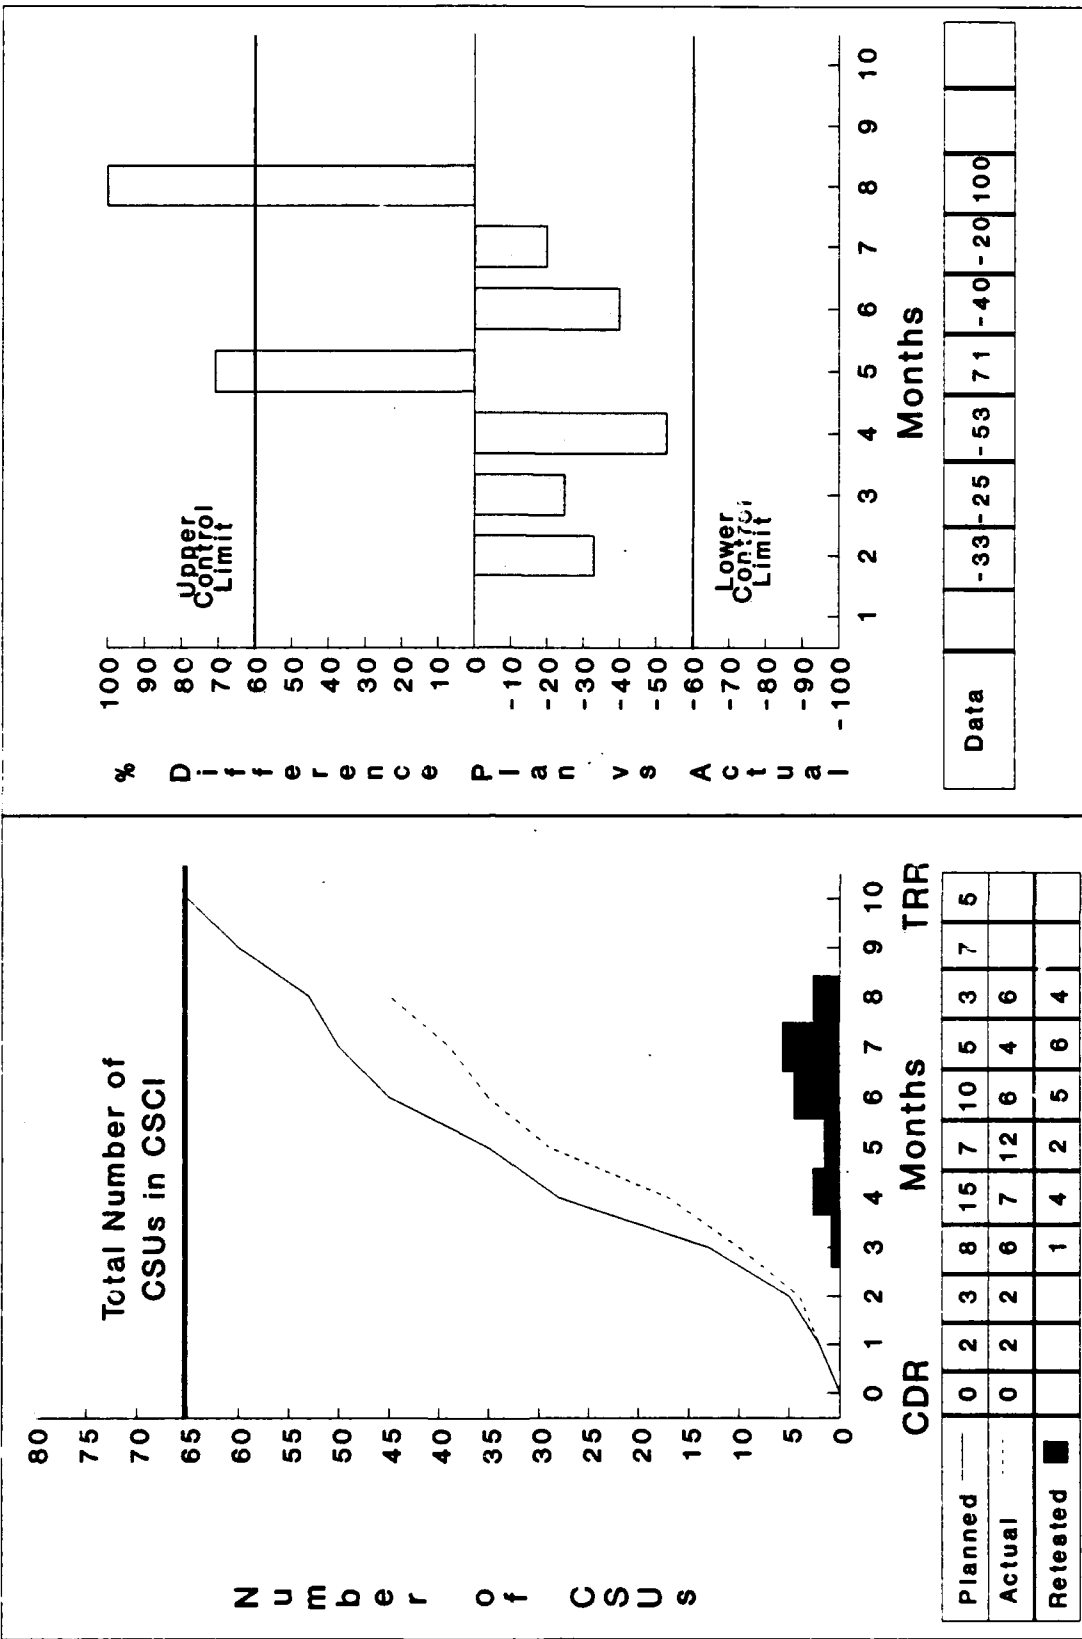 Total Number of
CSUs in CSCI
Number of CSUs
80
75
70
65
60
55
50
45
40
35
30
25
20
15
10
5
0
0 1 2 3 4 5 6 7 8 9 10
CDR Months TRR
Planned 0 2 3 8 15 7 10 5 3 7 5
Actual 0 2 2 6 7 12 6 4 6
Retested 1 4 2 5 6 4
% Difference Plan vs Actual
100
90
80
70
60
50
40
30
20
10
0
-10
-20
-30
-40
-50
-60
-70
-80
-90
-100
Upper
Control
Limit
Lower
Control
Limit
1 2 3 4 5 6 7 8 9 10
Months
Data -33 -25 -53 71 -40 -20 100